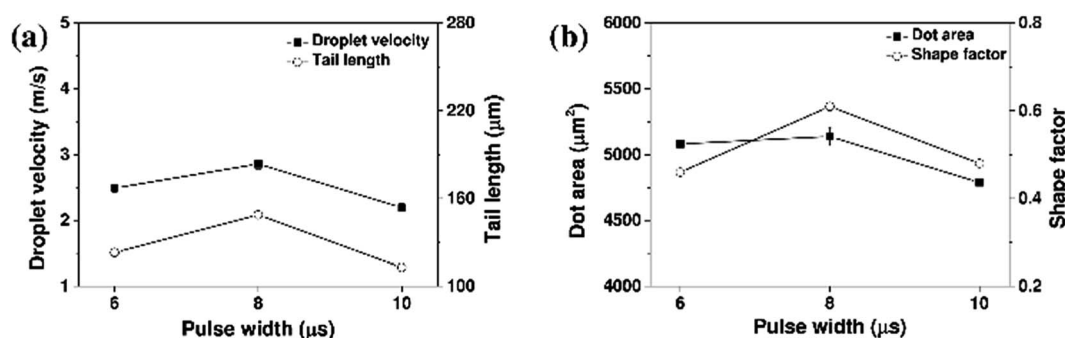 (a)
5
4
3
2
1
Droplet velocity (m/s)
Droplet velocity
Tail length
280
220
160
100
Tail length (μm)
6
8
10
Pulse width (μs)
(b)
6000
5500
5000
4500
4000
Dot area (μm²)
Dot area
Shape factor
0.8
0.6
0.4
0.2
Shape factor
6
8
10
Pulse width (μs)